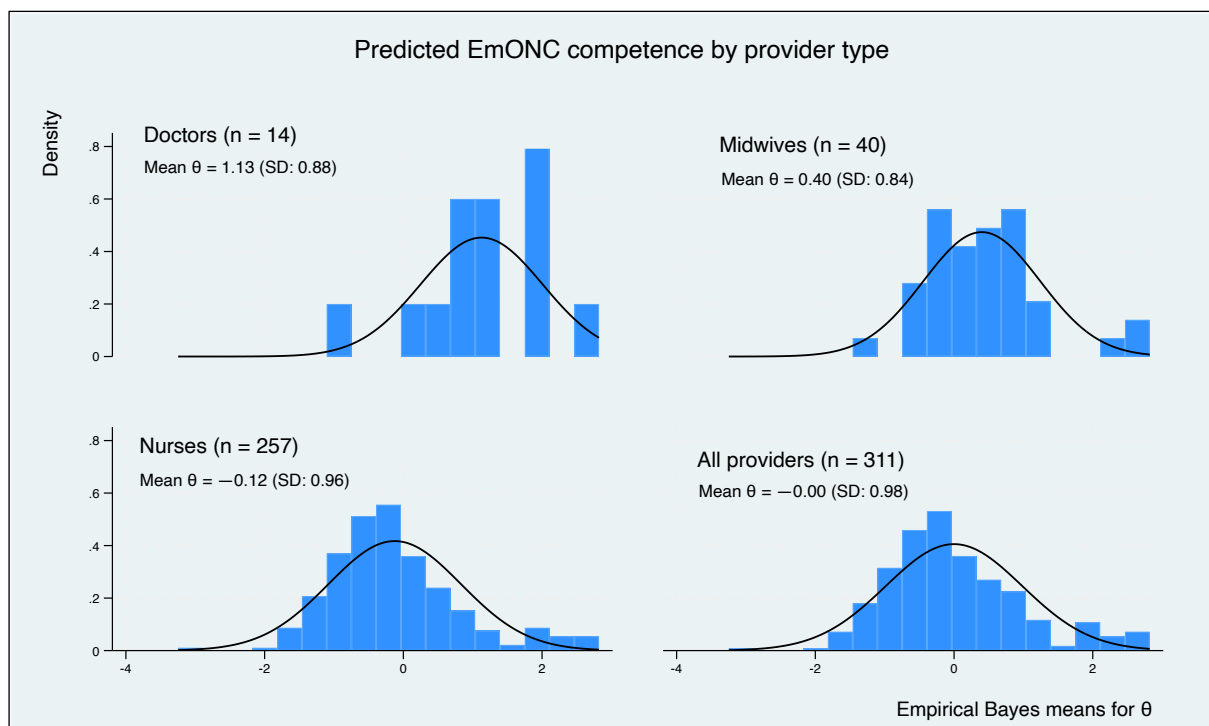 Predicted EmONC competence by provider type
Density
Doctors (n = 14)
Mean θ = 1.13 (SD: 0.88)
.8
.6
.4
.2
0
Midwives (n = 40)
Mean θ = 0.40 (SD: 0.84)
Nurses (n = 257)
Mean θ = −0.12 (SD: 0.96)
.8
.6
.4
.2
0
-4
-2
0
2
All providers (n = 311)
Mean θ = −0.00 (SD: 0.98)
-4
-2
0
2
Empirical Bayes means for θ